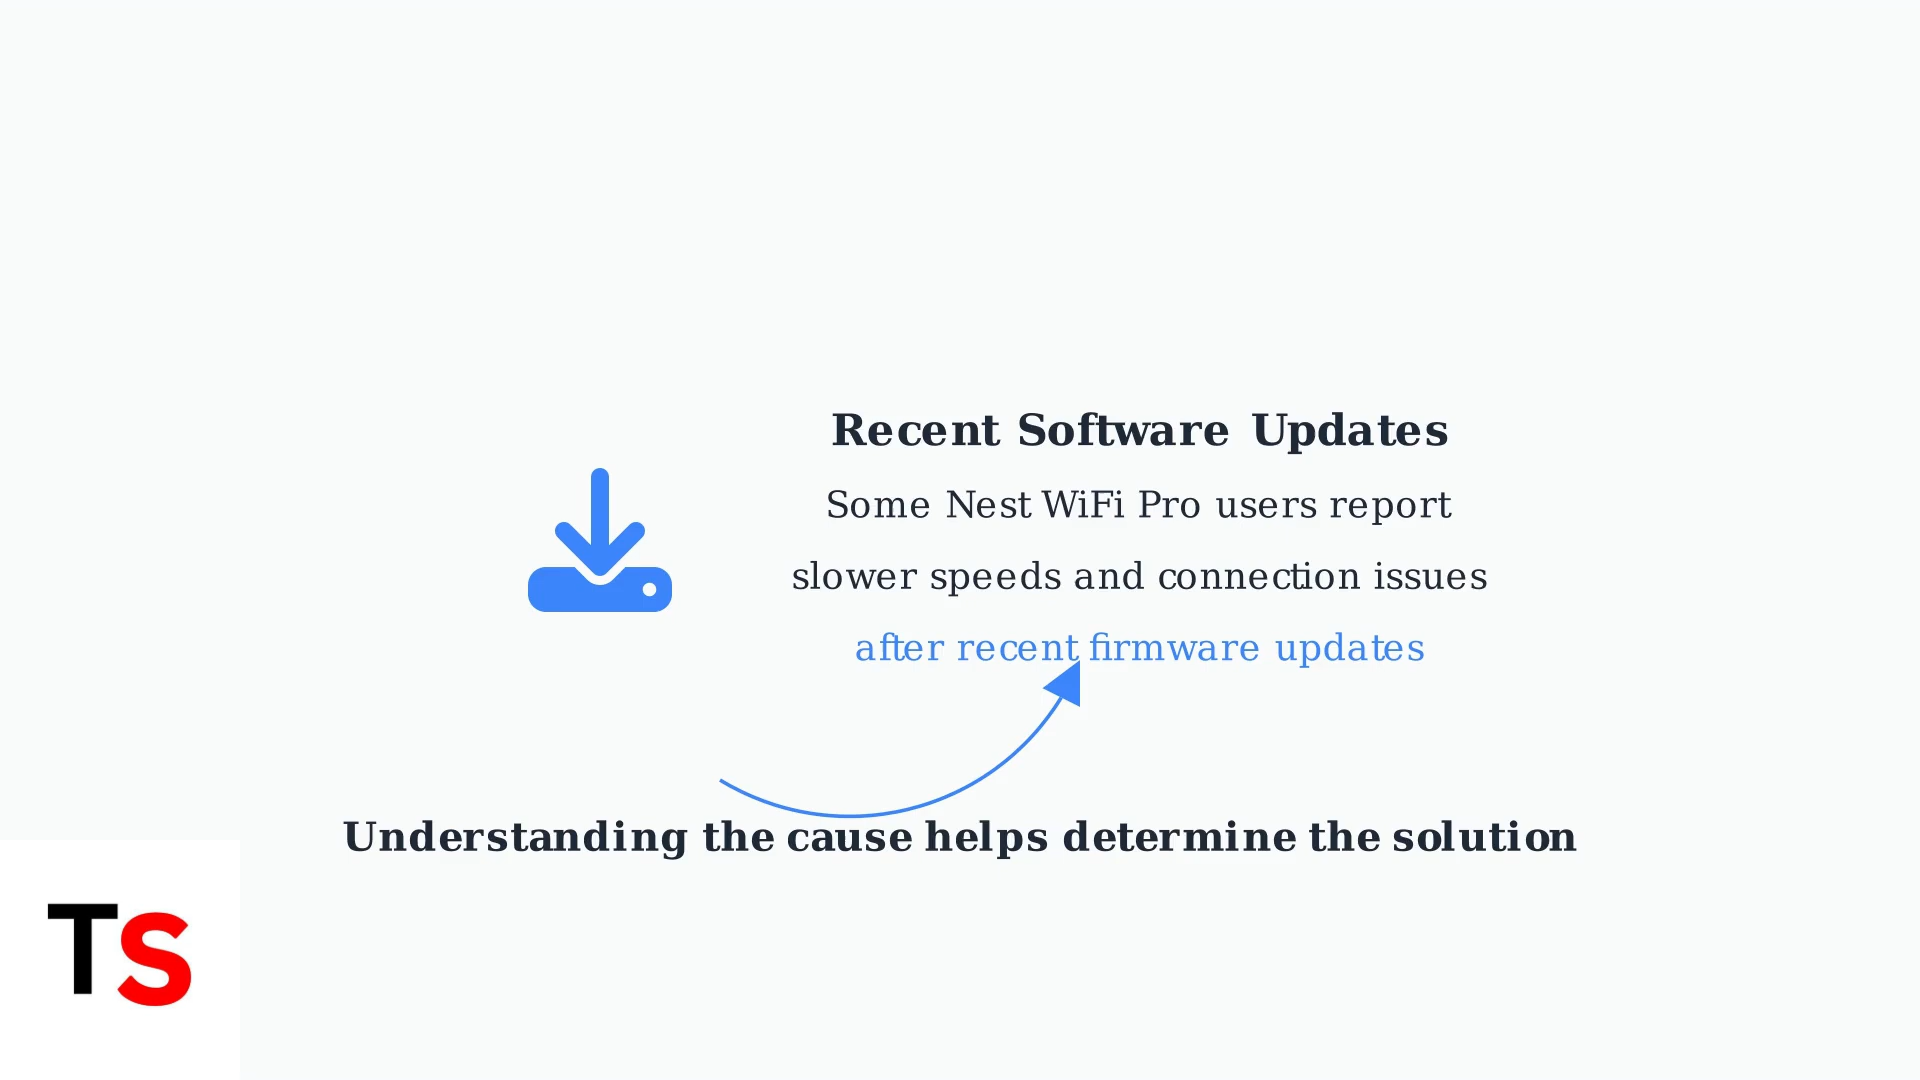 Recent Software Updates
Some Nest WiFi Pro users report
slower speeds and connection issues
after recent firmware updates
Understanding the cause helps determine the solution
TS